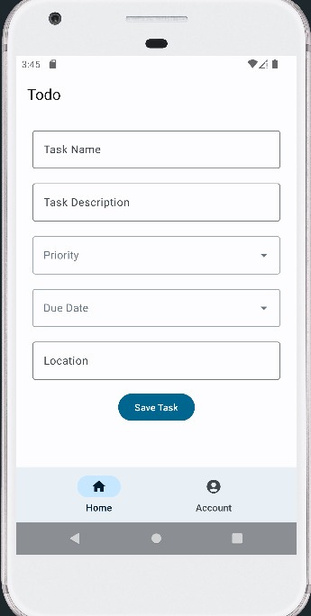 3:45
Todo
Task Name
Task Description
Priority
Due Date
Location
Save Task
Home Account